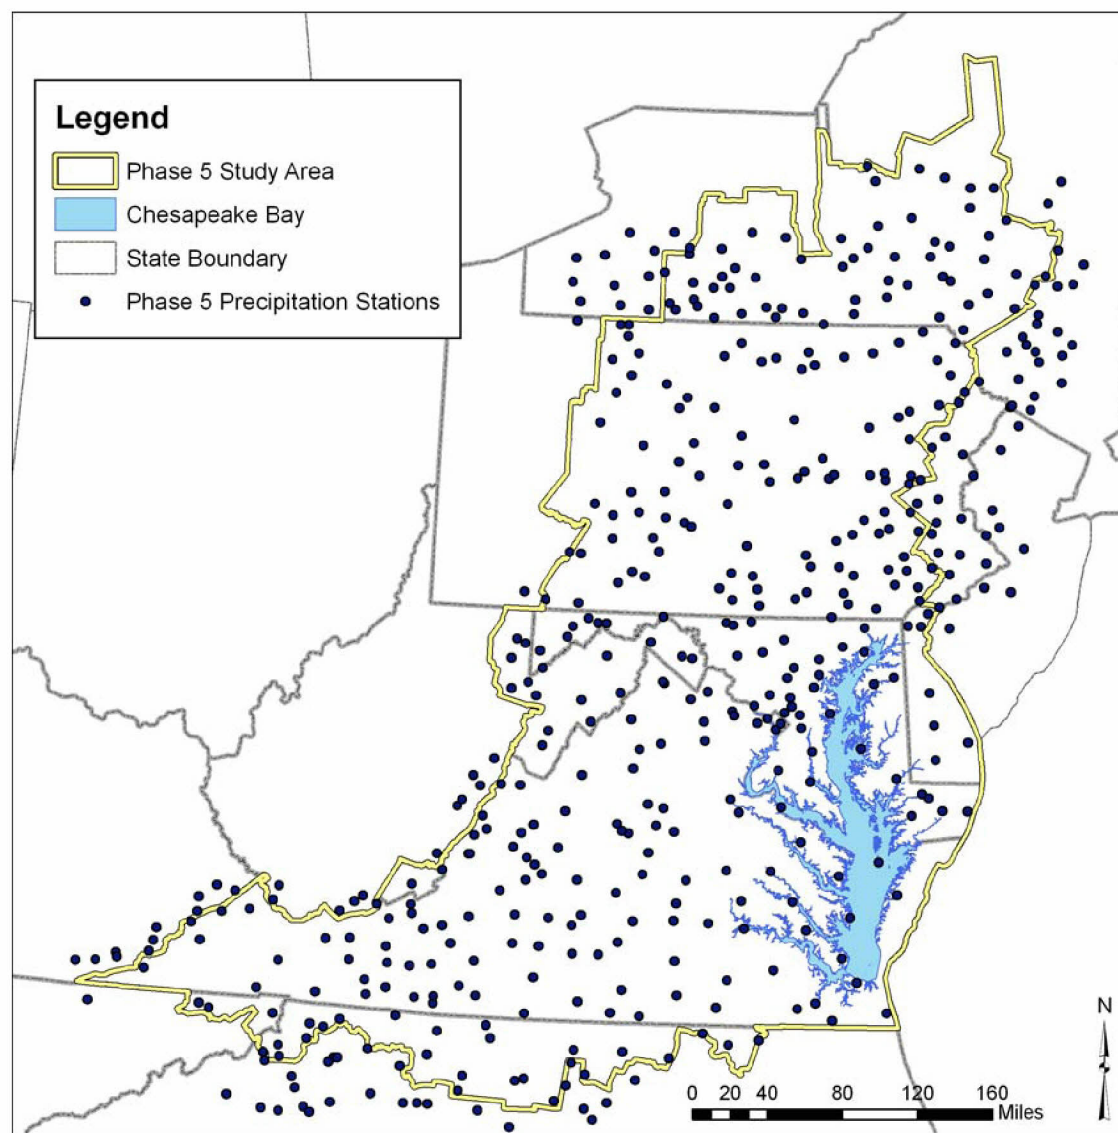 Legend
Phase 5 Study Area
Chesapeake Bay
State Boundary
Phase 5 Precipitation Stations
N
0 20 40 80 120 160
Miles